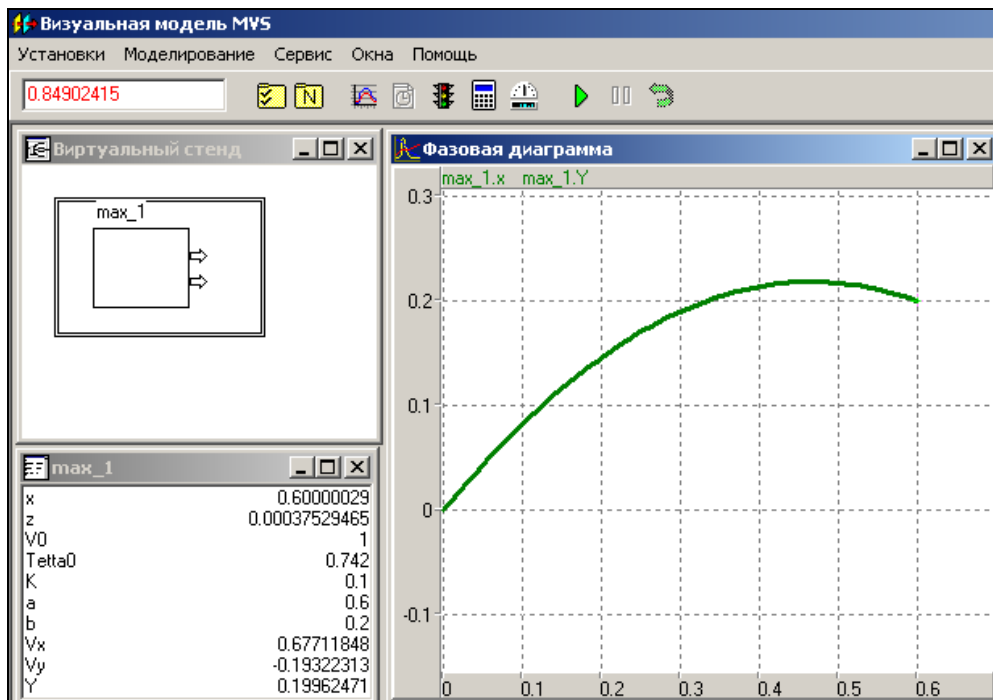 Визуальная модель MVS
Установки Моделирование Сервис Окна Помощь
0.84902415
N
Виртуальный стенд
max_1
max_1
x 0.60000029
z 0.00037529465
V0 1
Tetta0 0.742
K 0.1
a 0.6
b 0.2
Vx 0.67711848
Vy -0.19322313
Y 0.19962471
Фазовая диаграмма
max_1.x max_1.Y
0.3
0.2
0.1
0
-0.1
0 0.1 0.2 0.3 0.4 0.5 0.6